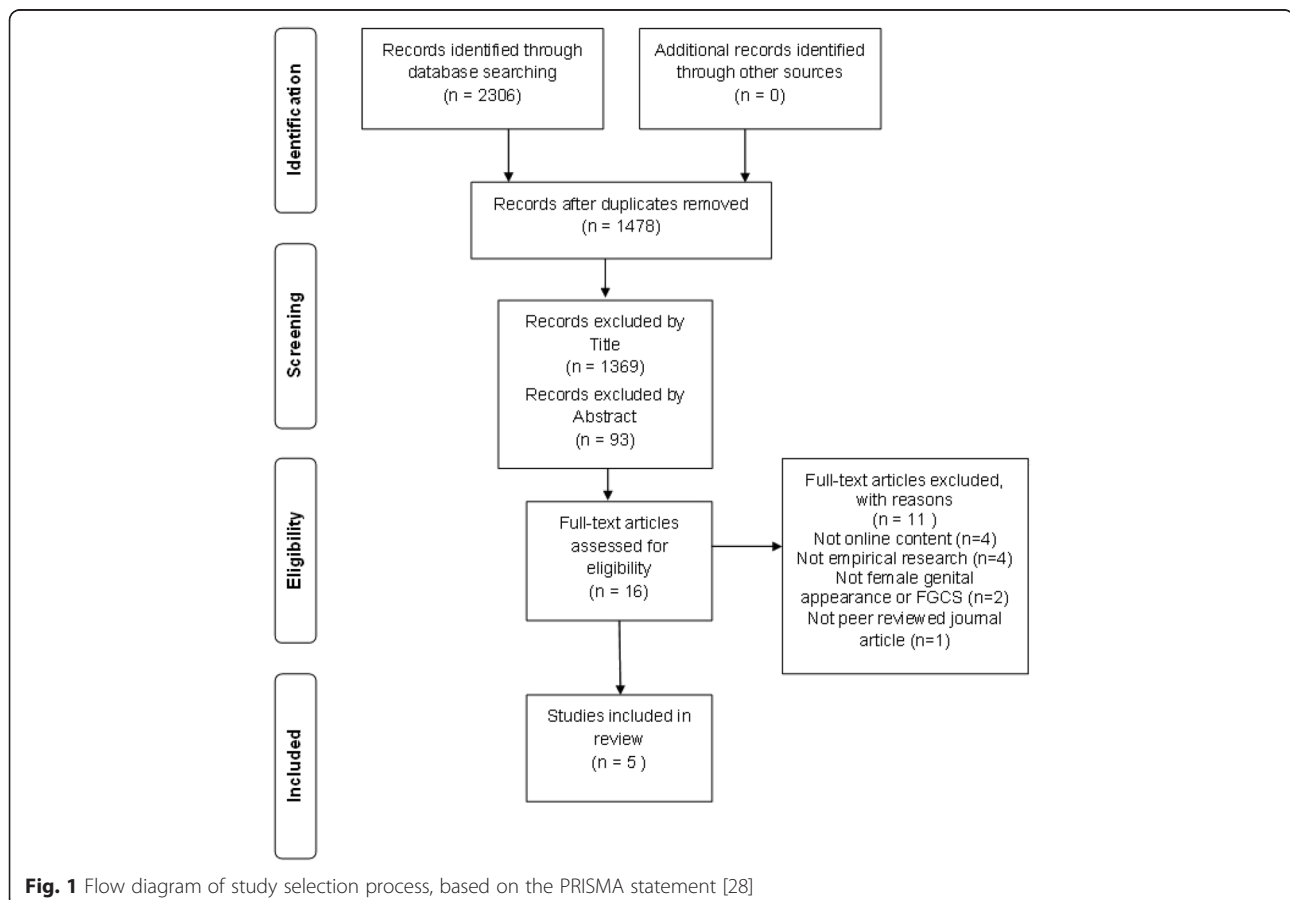 Identification
Records identified through
database searching
(n = 2306)
Additional records identified
through other sources
(n = 0)
Records after duplicates removed
(n = 1478)
Screening
Records excluded by
Title
(n = 1369)
Records excluded by
Abstract
(n = 93)
Eligibility
Full-text articles
assessed for
eligibility
(n = 16)
Full-text articles excluded,
with reasons
(n = 11 )
Not online content (n=4)
Not empirical research (n=4)
Not female genital
appearance or FGCS (n=2)
Not peer reviewed journal
article (n=1)
Included
Studies included in
review
(n = 5 )
Fig. 1 Flow diagram of study selection process, based on the PRISMA statement [28]